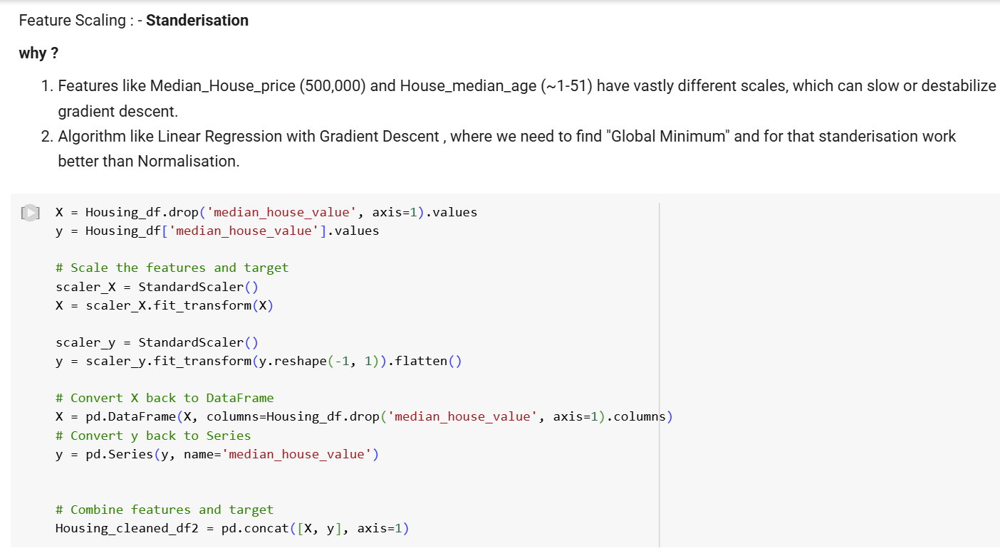 Feature Scaling : - Standerisation
why ?
1. Features like Median_House_price (500,000) and House_median_age (~1-51) have vastly different scales, which can slow or destabilize
gradient descent.
2. Algorithm like Linear Regression with Gradient Descent , where we need to find "Global Minimum" and for that standerisation work
better than Normalisation.
X = Housing_df.drop('median_house_value', axis=1).values
y = Housing_df['median_house_value'].values
# Scale the features and target
scaler_X = StandardScaler()
X = scaler_X.fit_transform(X)
scaler_y = StandardScaler()
y = scaler_y.fit_transform(y.reshape(-1, 1)).flatten()
# Convert X back to DataFrame
X = pd.DataFrame(X, columns=Housing_df.drop('median_house_value', axis=1).columns)
# Convert y back to Series
y = pd.Series(y, name='median_house_value')
# Combine features and target
Housing_cleaned_df2 = pd.concat([X, y], axis=1)